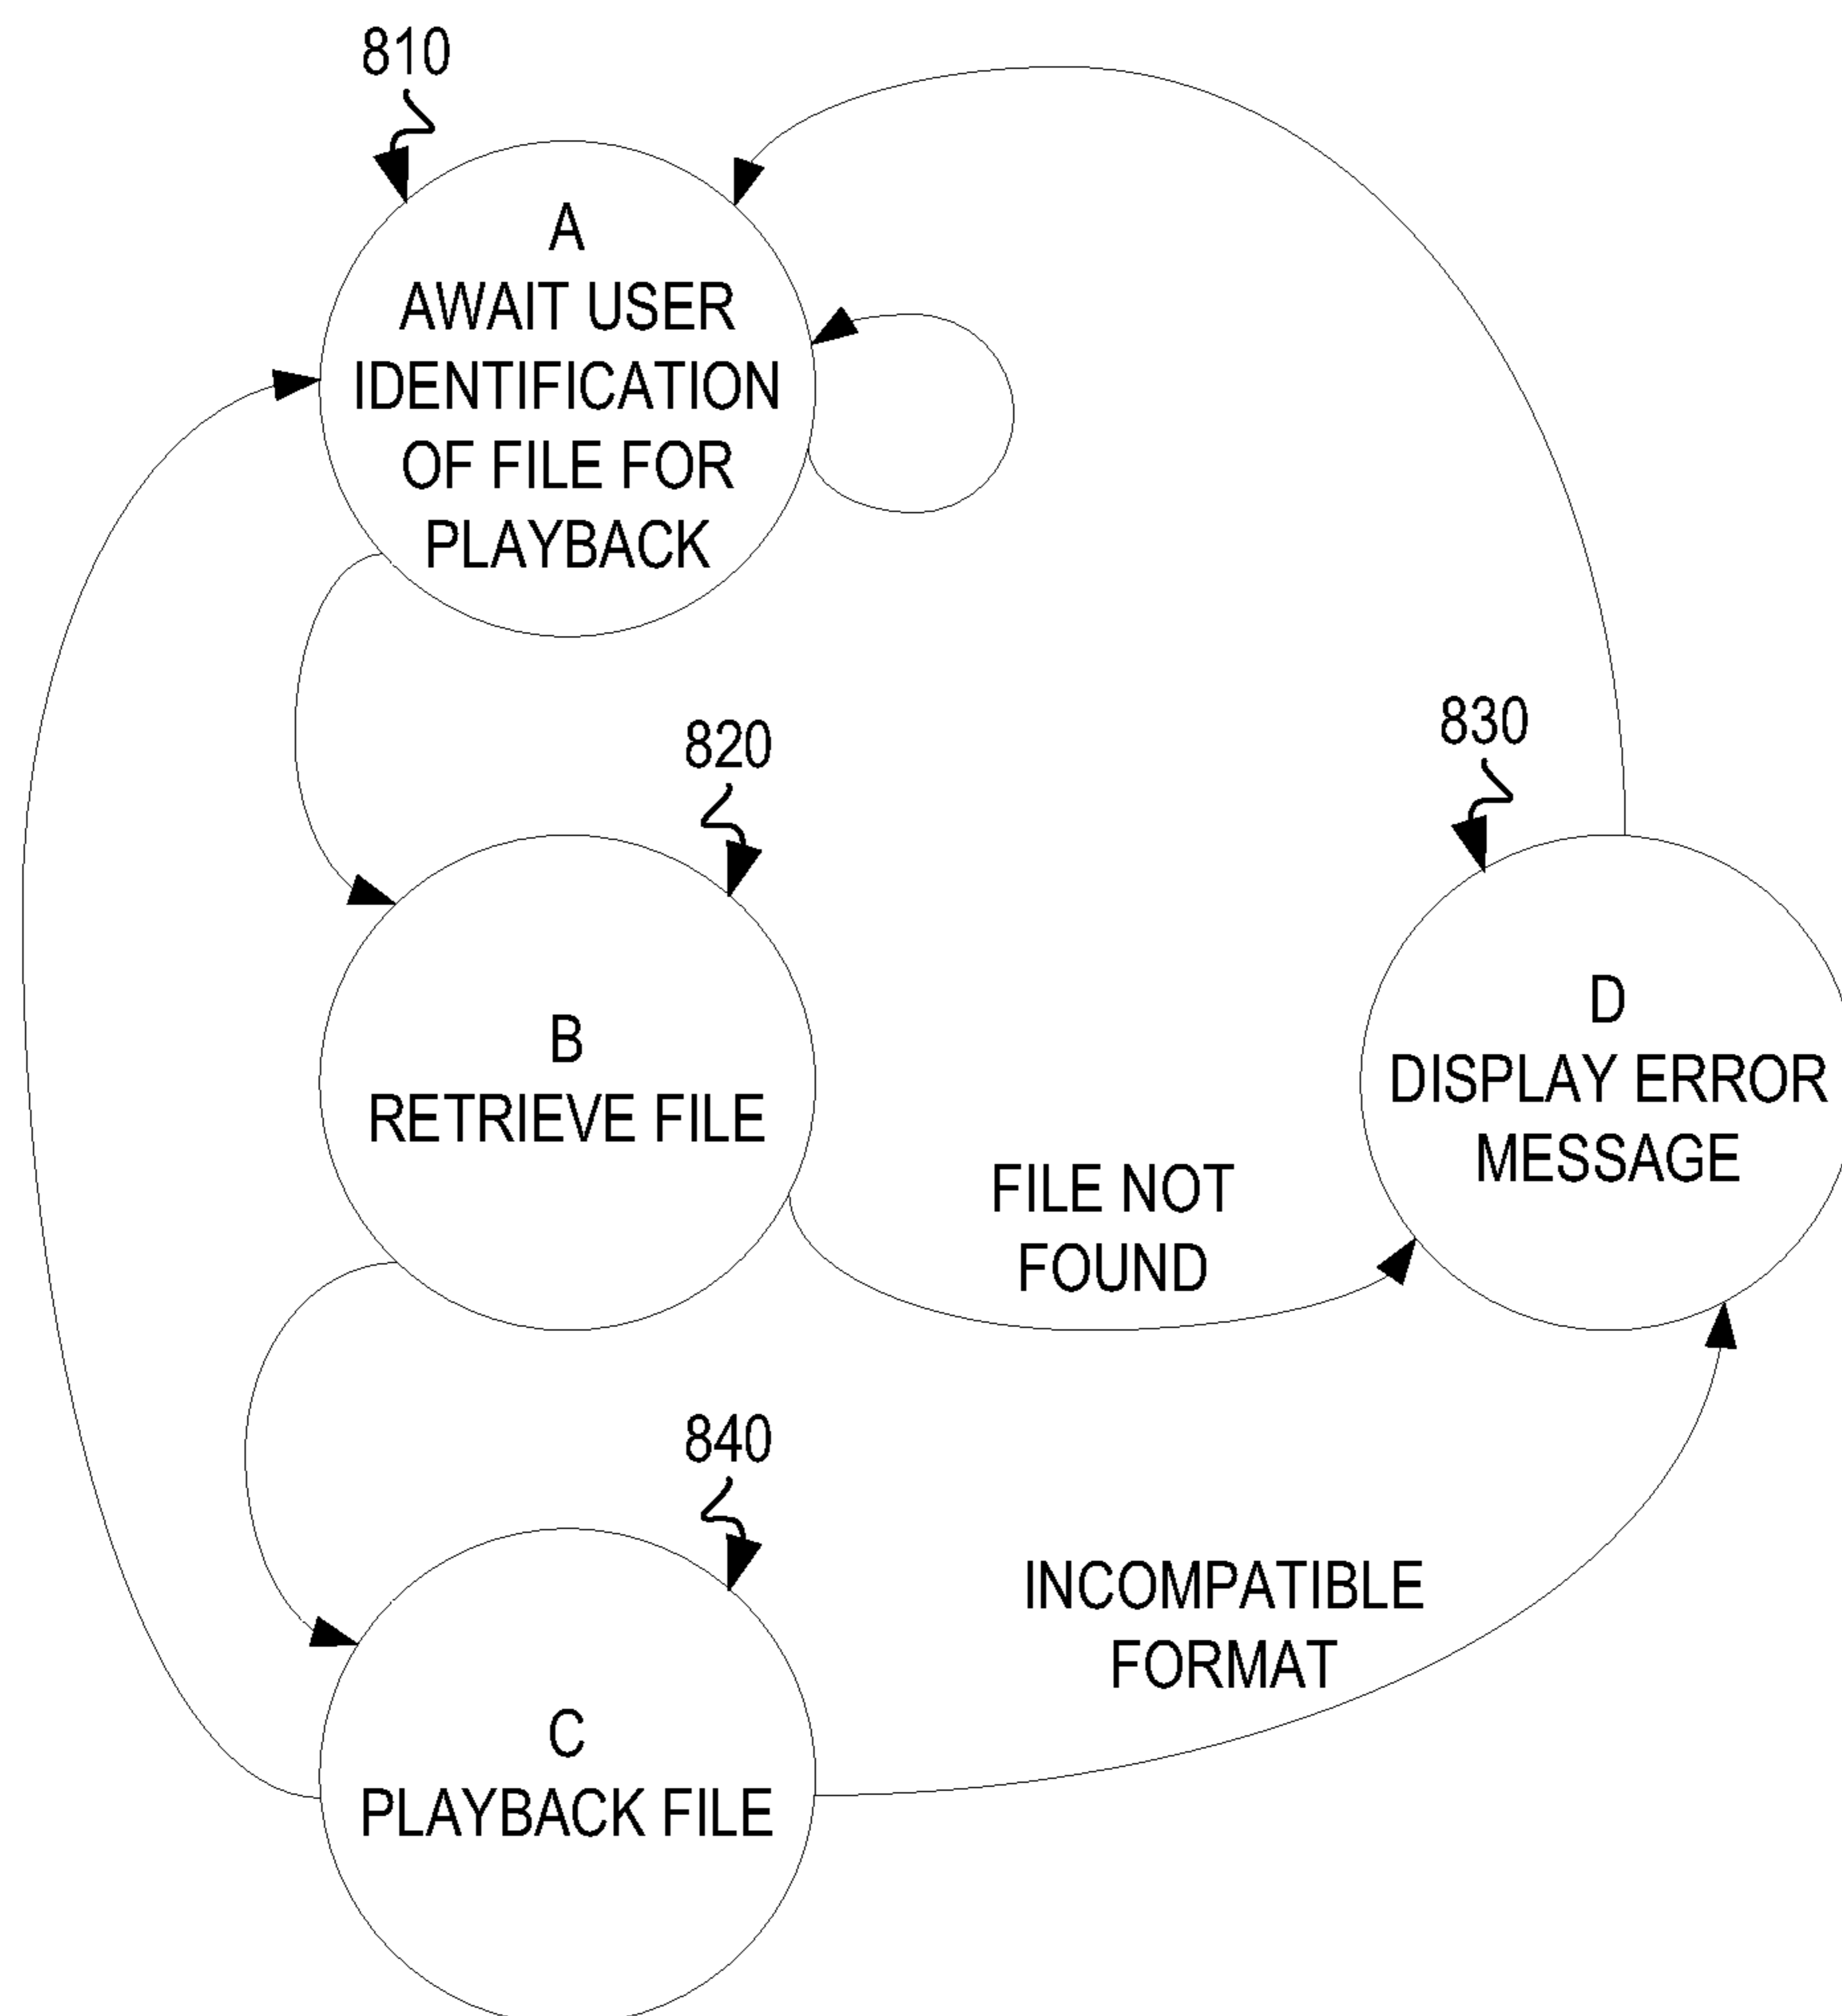 810
A
AWAIT USER
IDENTIFICATION
OF FILE FOR
PLAYBACK
820
830
B
RETRIEVE FILE
D
DISPLAY ERROR
MESSAGE
FILE NOT
FOUND
840
INCOMPATIBLE
FORMAT
C
PLAYBACK FILE